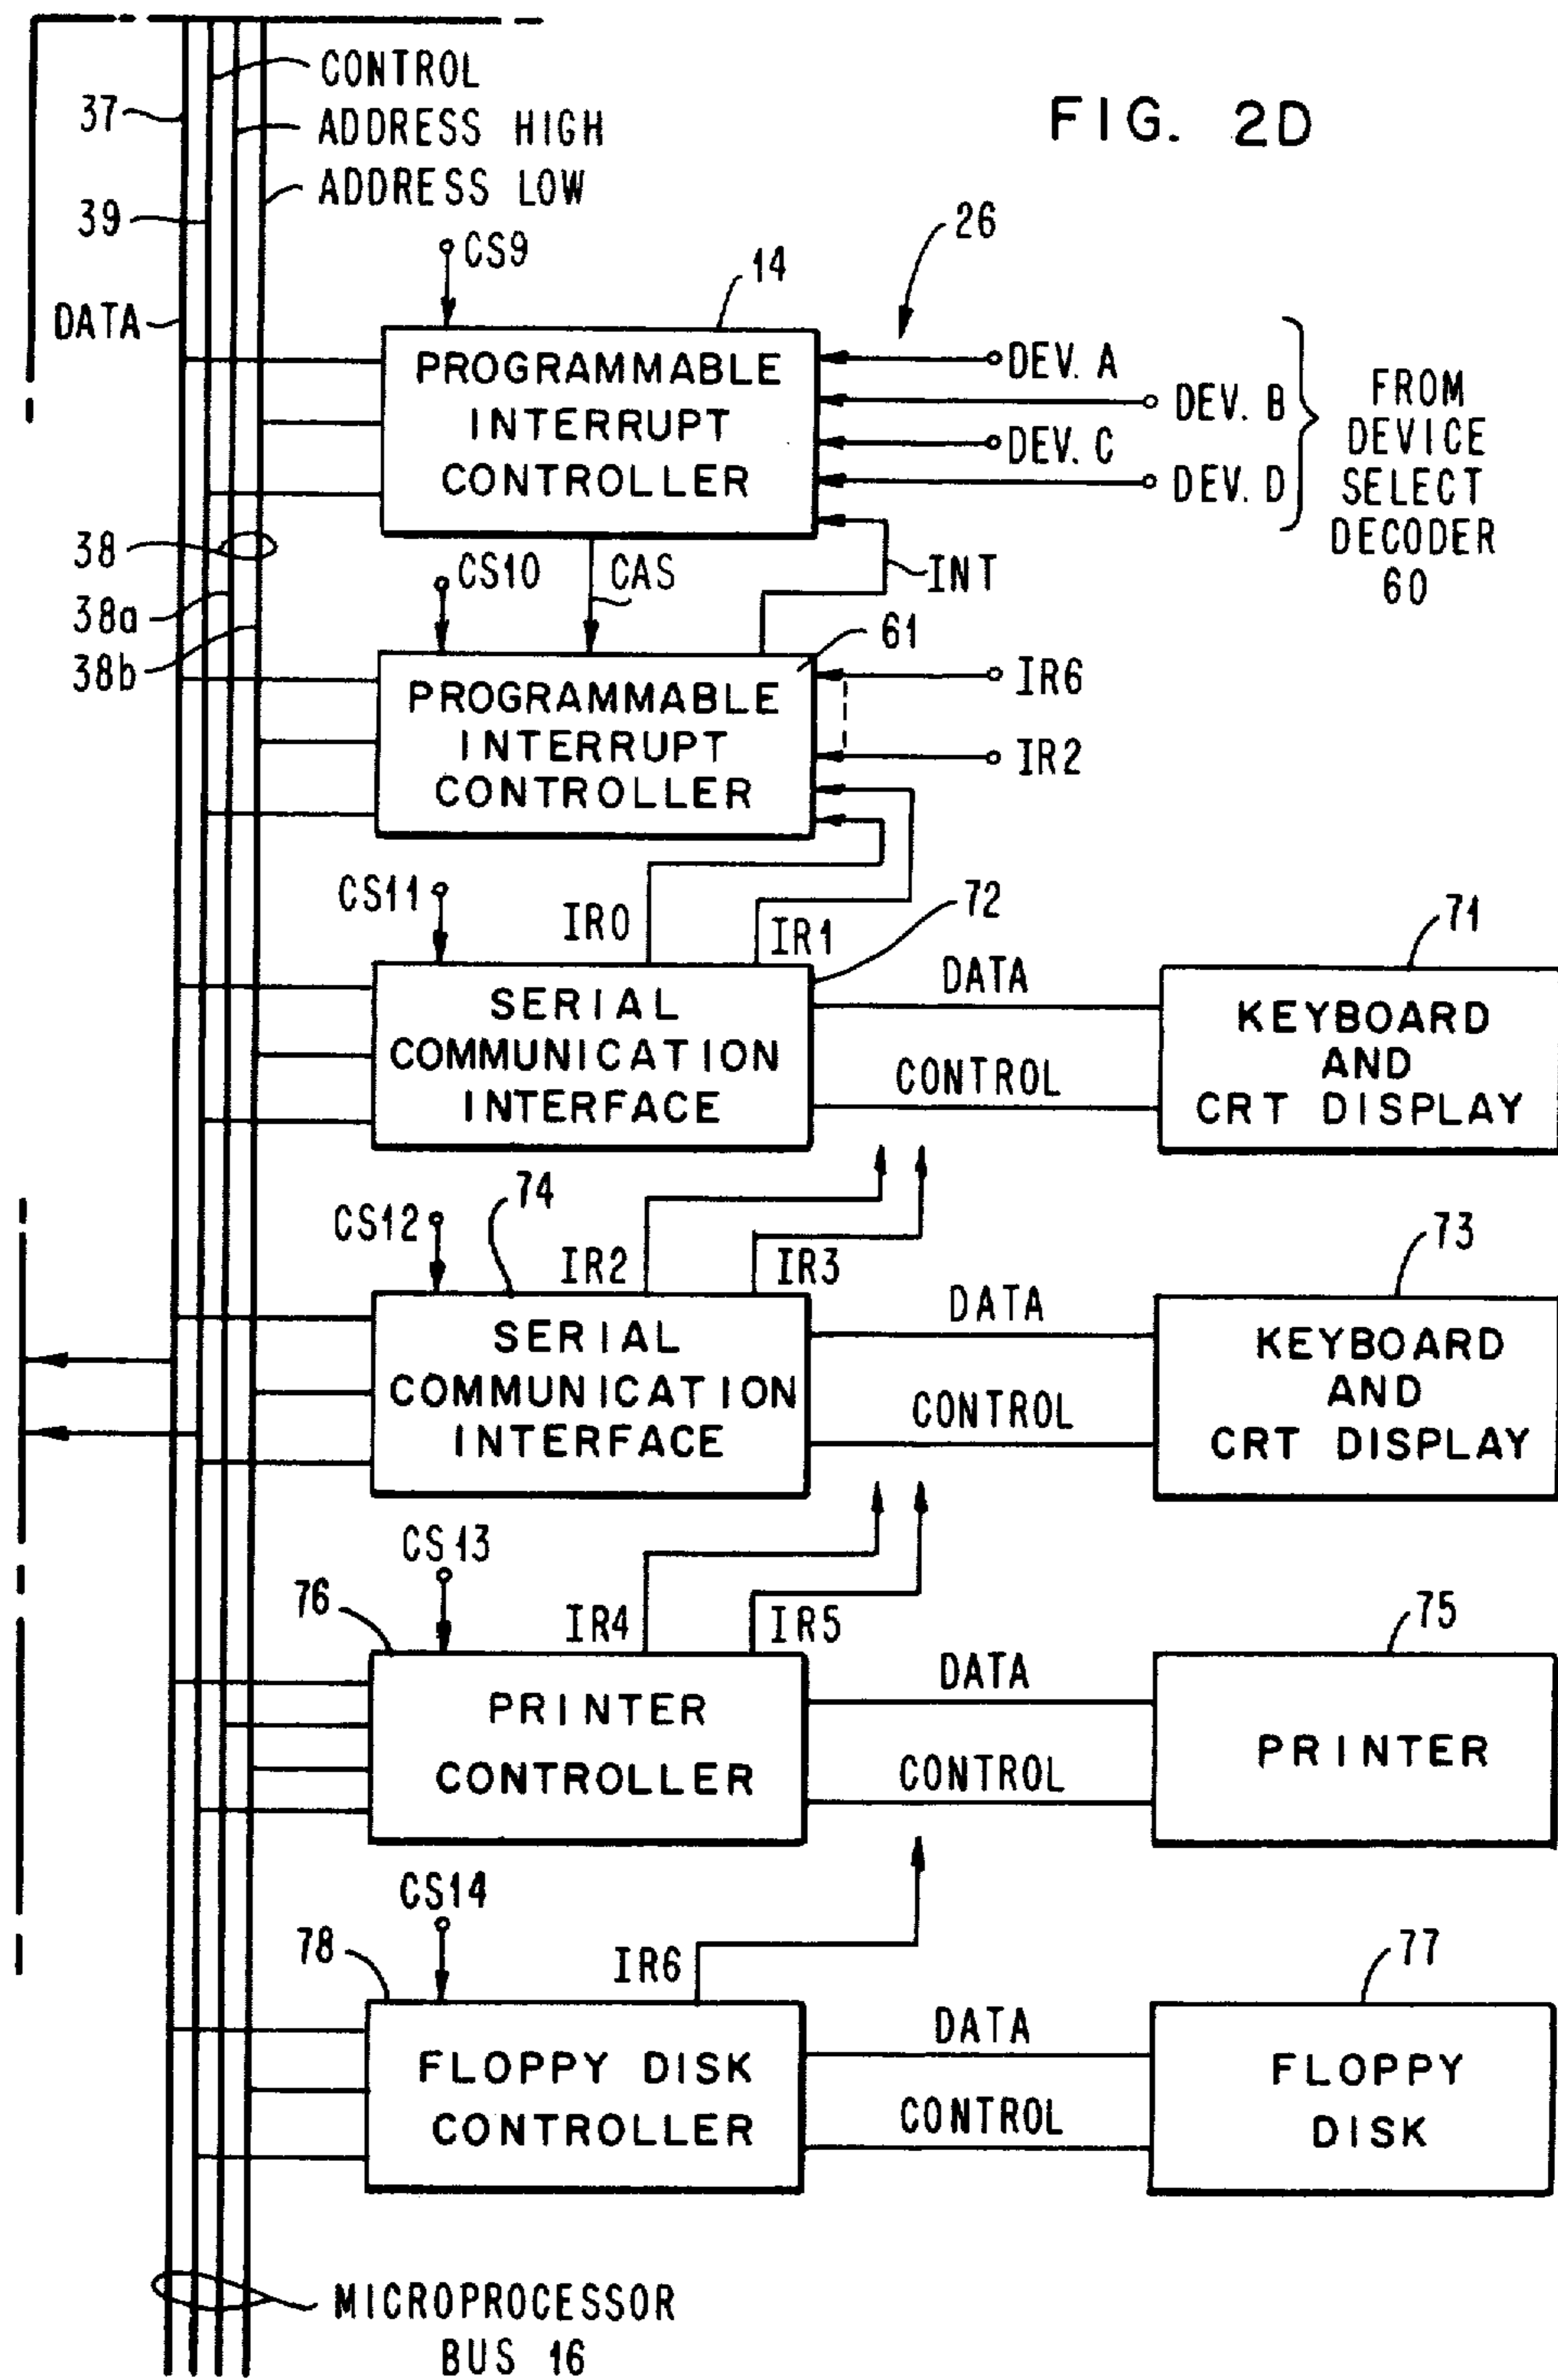 FIG. 2D
CONTROL
37
ADDRESS HIGH
ADDRESS LOW
39
DATA
CS9
14
26
PROGRAMMABLE
INTERRUPT
CONTROLLER
DEV. A
DEV. B
DEV. C
DEV. D
FROM
DEVICE
SELECT
DECODER
60
38
38a
38b
CS10
CAS
INT
61
PROGRAMMABLE
INTERRUPT
CONTROLLER
IR6
IR2
CS11
IR0
IR1
72
71
SERIAL
COMMUNICATION
INTERFACE
DATA
CONTROL
KEYBOARD
AND
CRT DISPLAY
CS12
74
IR2
IR3
73
SERIAL
COMMUNICATION
INTERFACE
DATA
CONTROL
KEYBOARD
AND
CRT DISPLAY
CS13
76
IR4
IR5
75
PRINTER
CONTROLLER
DATA
CONTROL
PRINTER
CS14
78
IR6
77
FLOPPY DISK
CONTROLLER
DATA
CONTROL
FLOPPY
DISK
MICROPROCESSOR
BUS 16